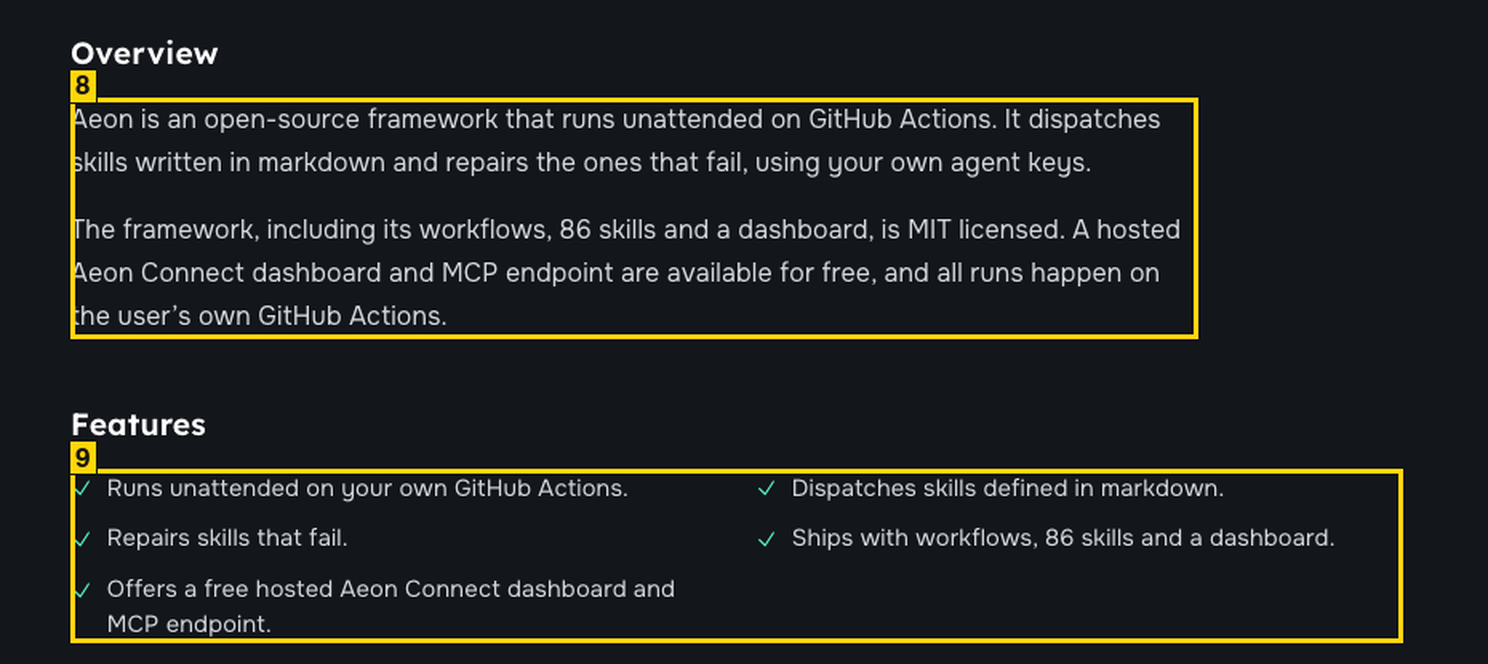 Overview
8
Aeon is an open-source framework that runs unattended on GitHub Actions. It dispatches
skills written in markdown and repairs the ones that fail, using your own agent keys.
The framework, including its workflows, 86 skills and a dashboard, is MIT licensed. A hosted
Aeon Connect dashboard and MCP endpoint are available for free, and all runs happen on
the user’s own GitHub Actions.
Features
9
Runs unattended on your own GitHub Actions.
Dispatches skills defined in markdown.
Repairs skills that fail.
Ships with workflows, 86 skills and a dashboard.
Offers a free hosted Aeon Connect dashboard and
MCP endpoint.